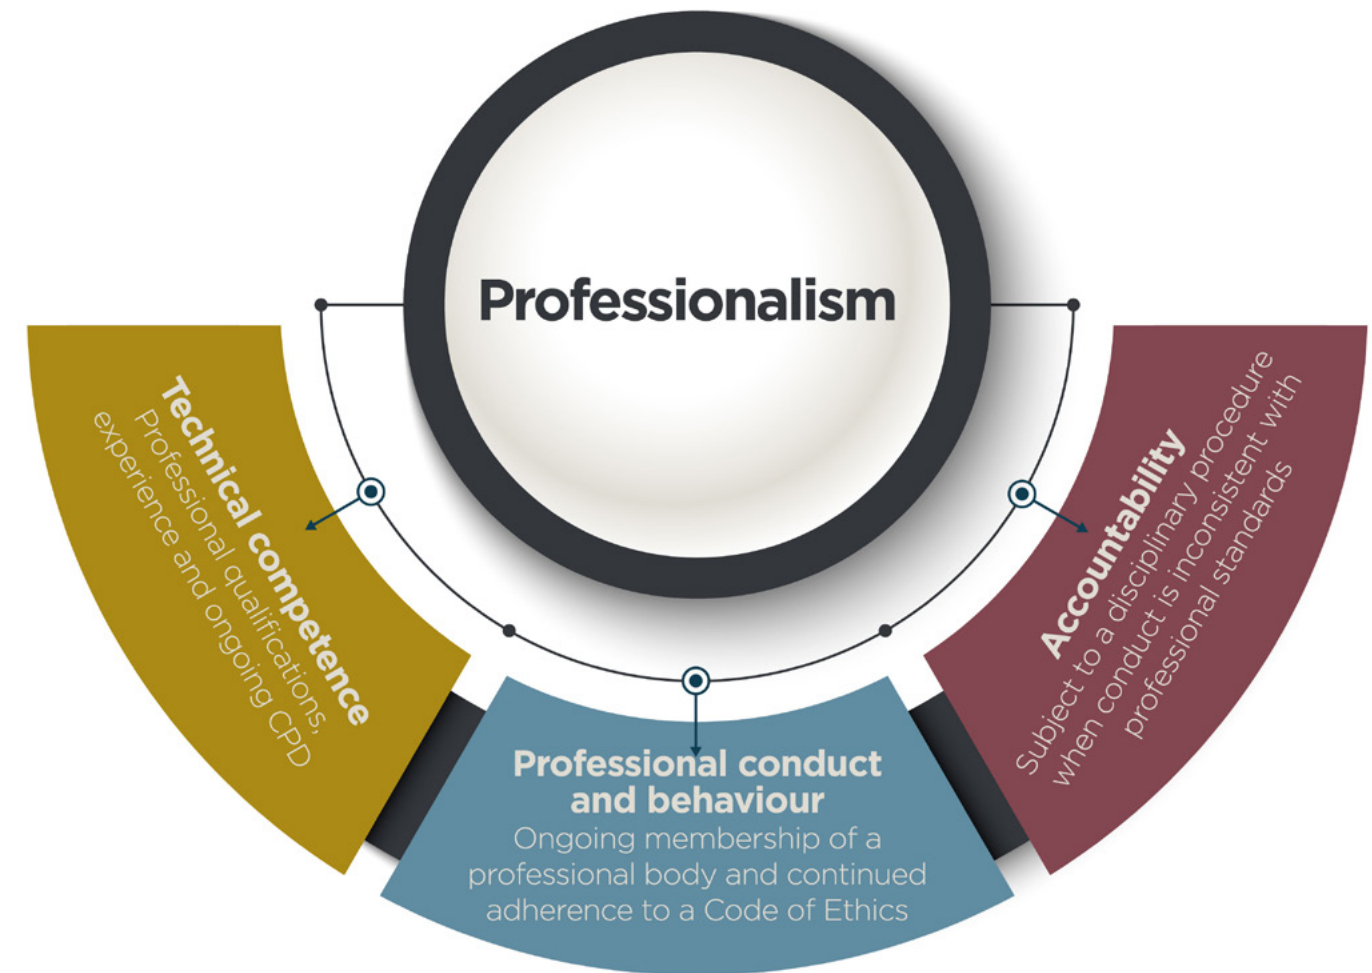 Professionalism
Technical competence
Professional qualifications,
experience and ongoing CPD
Professional conduct
and behaviour
Ongoing membership of a
professional body and continued
adherence to a Code of Ethics
Accountability
Subject to a disciplinary procedure
when conduct is inconsistent with
professional standards